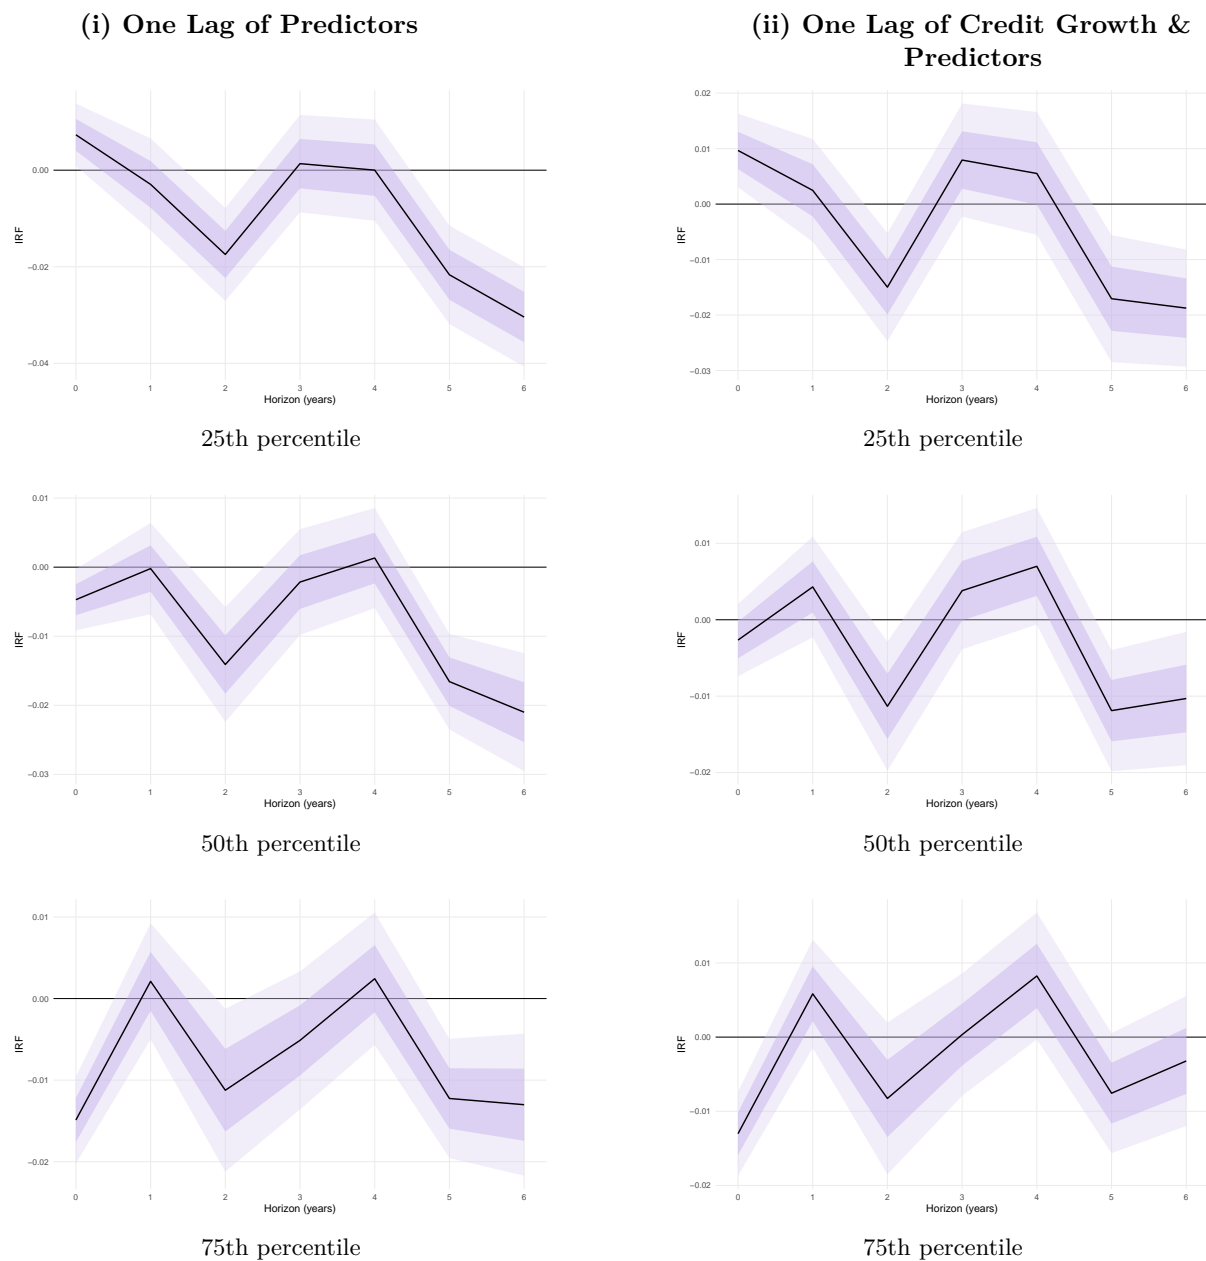 (i) One Lag of Predictors
(ii) One Lag of Credit Growth &
Predictors
0.00
−0.02
−0.04
IRF
0 1 2 3 4 5 6
Horizon (years)
25th percentile
0.02
0.01
0.00
−0.01
−0.02
−0.03
IRF
0 1 2 3 4 5 6
Horizon (years)
25th percentile
0.01
0.00
−0.01
−0.02
−0.03
IRF
0 1 2 3 4 5 6
Horizon (years)
50th percentile
0.01
0.00
−0.01
−0.02
IRF
0 1 2 3 4 5 6
Horizon (years)
50th percentile
0.01
0.00
−0.01
−0.02
IRF
0 1 2 3 4 5 6
Horizon (years)
75th percentile
0.01
0.00
−0.01
−0.02
IRF
0 1 2 3 4 5 6
Horizon (years)
75th percentile